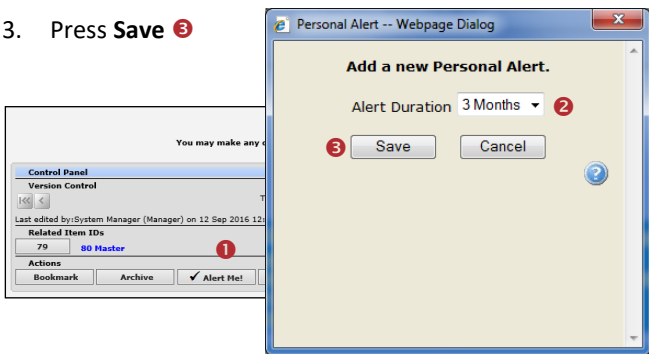 3. Press Save ❸
Personal Alert -- Webpage Dialog
Add a new Personal Alert.
Alert Duration 3 Months ❷
❸ Save Cancel
?
You may make any
Control Panel
Version Control
T
Last edited by:System Manager (Manager) on 12 Sep 2016 12:
Related Item IDs
79 80 Master ❶
Actions
Bookmark Archive ✓ Alert Me!